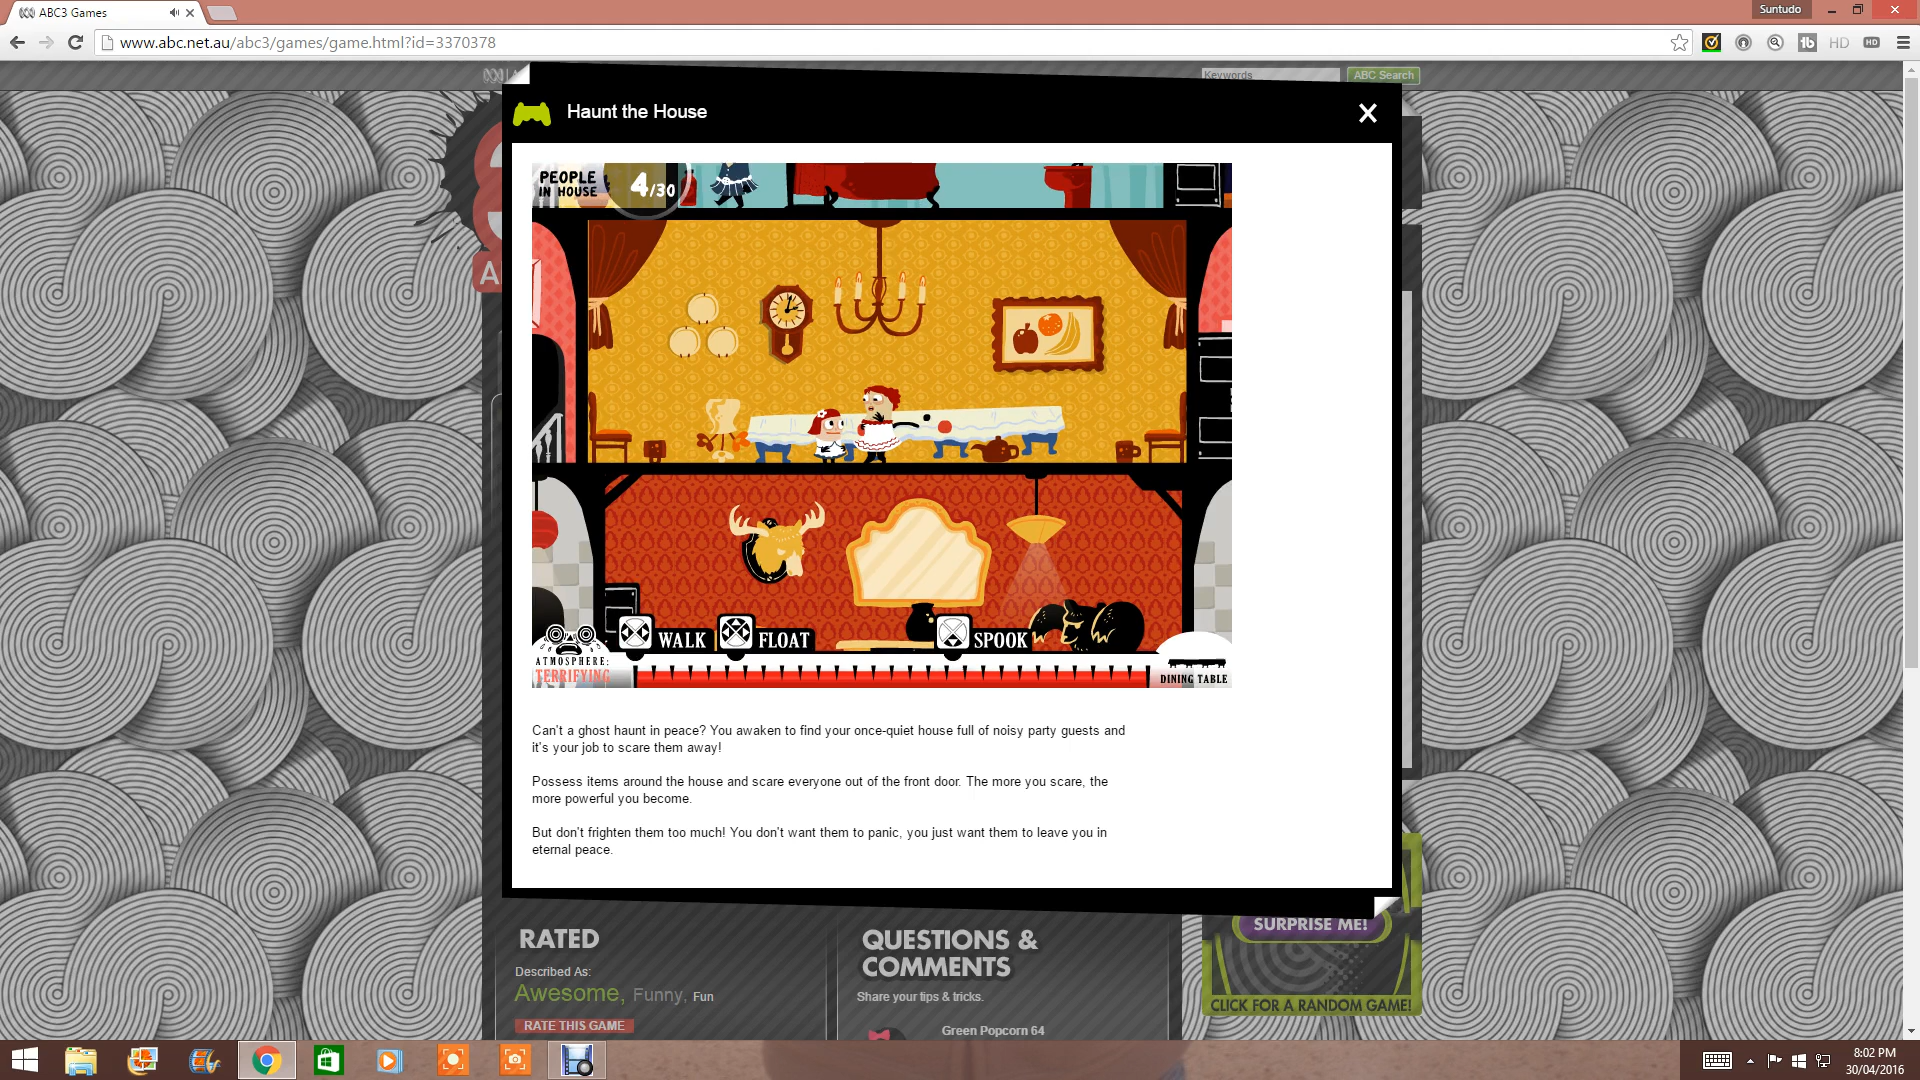 ABC3 Games
Suntudo
www.abc.net.au/abc3/games/game.html?id=3370378
HD
HD
Keywords
ABC Search
Haunt the House
PEOPLE
IN HOUSE
4/30
WALK
FLOAT
SPOOK
ATMOSPHERE:
TERRIFYING
DINING TABLE
Can't a ghost haunt in peace? You awaken to find your once-quiet house full of noisy party guests and
it's your job to scare them away!
Possess items around the house and scare everyone out of the front door. The more you scare, the
more powerful you become.
But don't frighten them too much! You don't want them to panic, you just want them to leave you in
eternal peace.
RATED
Described As:
Awesome, Funny, Fun
RATE THIS GAME
QUESTIONS &
COMMENTS
Share your tips & tricks.
Green Popcorn 64
SURPRISE ME!
CLICK FOR A RANDOM GAME!
8:02 PM
30/04/2016